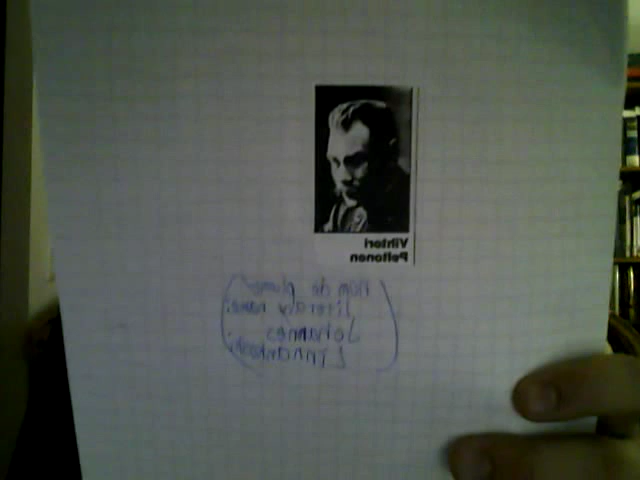 Vihtori
Peltonen
(Nom de plume/
Literary name:
Johannes
Linnankoski)